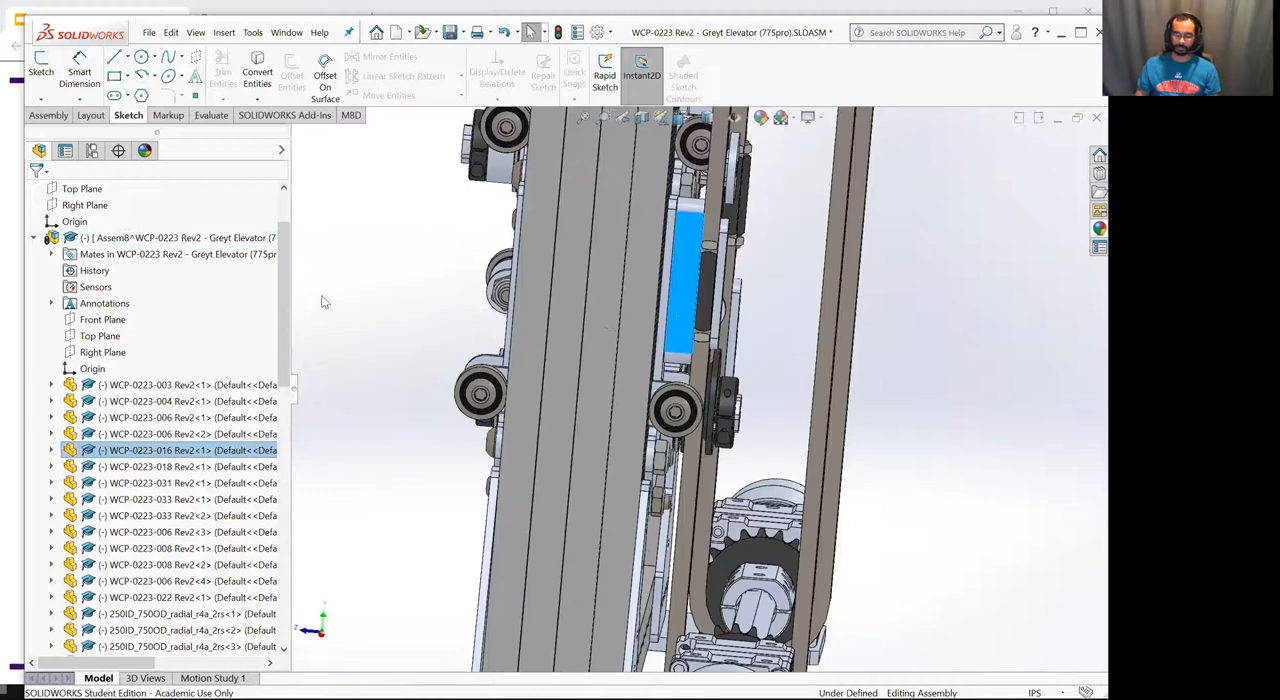 SOLIDWORKS File Edit View Insert Tools Window Help WCP-0223 Rev2 - Greyt Elevator (775pro).SLDASM * Search SOLIDWORKS Help
Sketch Smart Dimension Trim Entities Convert Entities Offset Entities Offset On Surface Mirror Entities Linear Sketch Pattern Move Entities Display/Delete Relations Repair Sketch Quick Snaps Rapid Sketch Instant2D Shaded Sketch Contours
Assembly Layout Sketch Markup Evaluate SOLIDWORKS Add-Ins MBD
Top Plane
Right Plane
Origin
(-) [ Assem8^WCP-0223 Rev2 - Greyt Elevator (7
Mates in WCP-0223 Rev2 - Greyt Elevator (775pr
History
Sensors
Annotations
Front Plane
Top Plane
Right Plane
Origin
(-) WCP-0223-003 Rev2<1> (Default<<Defa
(-) WCP-0223-004 Rev2<1> (Default<<Defa
(-) WCP-0223-006 Rev2<1> (Default<<Defa
(-) WCP-0223-006 Rev2<2> (Default<<Defa
(-) WCP-0223-016 Rev2<1> (Default<<Defa
(-) WCP-0223-018 Rev2<1> (Default<<Defa
(-) WCP-0223-031 Rev2<1> (Default<<Defa
(-) WCP-0223-033 Rev2<1> (Default<<Defa
(-) WCP-0223-033 Rev2<2> (Default<<Defa
(-) WCP-0223-006 Rev2<3> (Default<<Defa
(-) WCP-0223-008 Rev2<1> (Default<<Defa
(-) WCP-0223-008 Rev2<2> (Default<<Defa
(-) WCP-0223-006 Rev2<4> (Default<<Defa
(-) WCP-0223-022 Rev2<1> (Default<<Defa
(-) 250ID_750OD_radial_r4a_2rs<1> (Default
(-) 250ID_750OD_radial_r4a_2rs<2> (Default
(-) 250ID_750OD_radial_r4a_2rs<3> (Default
Y
Z
Model 3D Views Motion Study 1
SOLIDWORKS Student Edition - Academic Use Only Under Defined Editing Assembly IPS